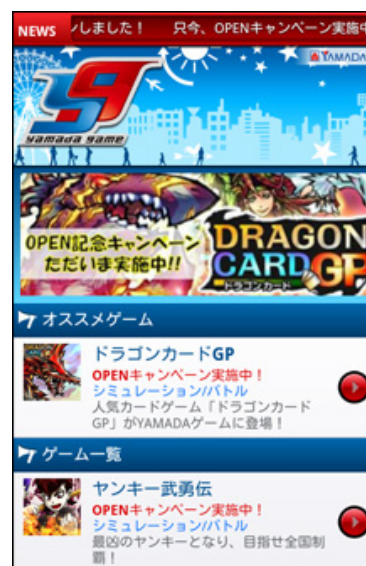 NEWS ンしました！ 只今、OPENキャンペーン実施中
YAMADA
yg
yamada game
OPEN記念キャンペーン
ただいま実施中!!
DRAGON
CARD GP
ドラゴンカード
オススメゲーム
ドラゴンカードGP
OPENキャンペーン実施中！
シミュレーション/バトル
人気カードゲーム「ドラゴンカード
GP」がYAMADAゲームに登場！
ゲーム一覧
ヤンキー武勇伝
OPENキャンペーン実施中！
シミュレーション/バトル
最凶のヤンキーとなり、目指せ全国制
覇！